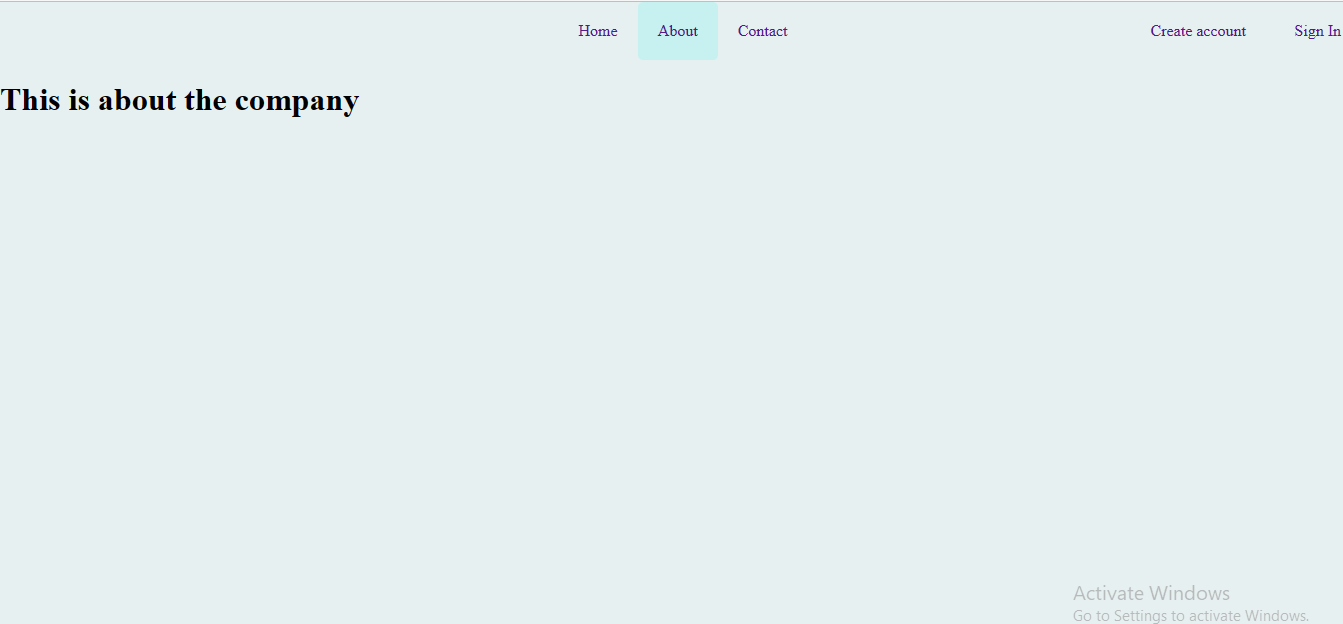 Home About Contact Create account Sign In
This is about the company
Activate Windows
Go to Settings to activate Windows.